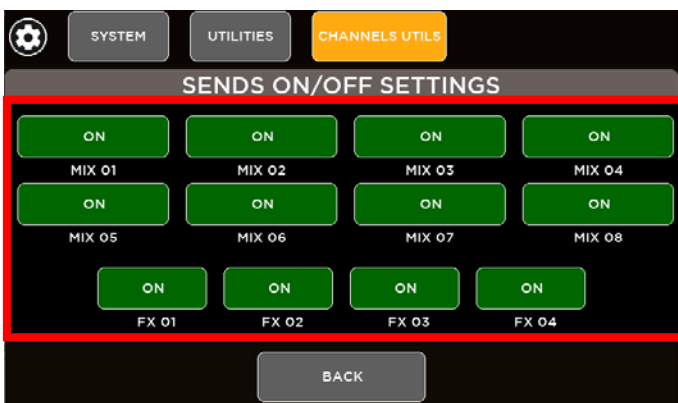 SYSTEM UTILITIES CHANNELS UTILS
SENDS ON/OFF SETTINGS
ON ON ON ON
MIX 01 MIX 02 MIX 03 MIX 04
ON ON ON ON
MIX 05 MIX 06 MIX 07 MIX 08
ON ON ON ON
FX 01 FX 02 FX 03 FX 04
BACK